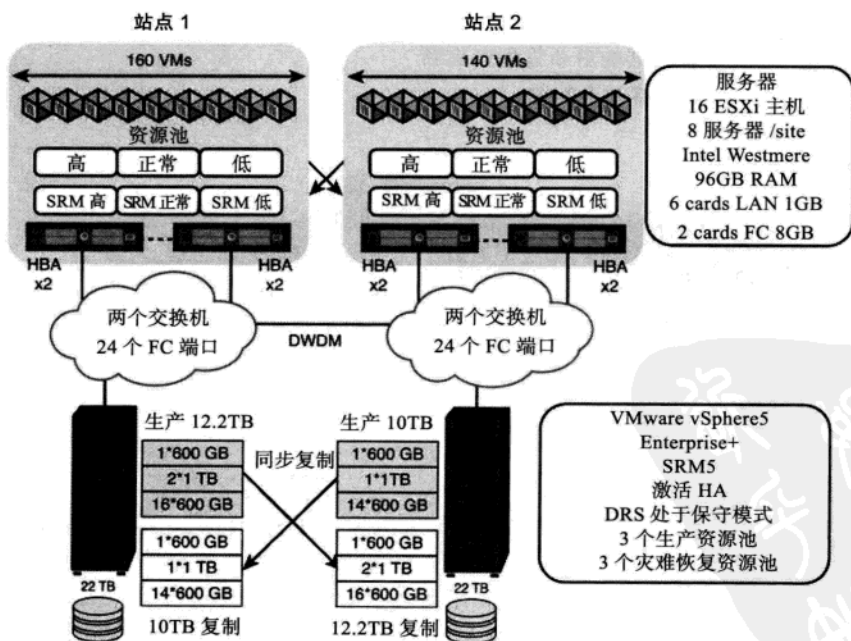 站点 1
站点 2
160 VMs
140 VMs
资源池
资源池
高
正常
低
高
正常
低
SRM 高
SRM 正常
SRM 低
SRM 高
SRM 正常
SRM 低
HBA
x2
HBA
x2
HBA
x2
HBA
x2
服务器
16 ESXi 主机
8 服务器 /site
Intel Westmere
96GB RAM
6 cards LAN 1GB
2 cards FC 8GB
两个交换机
24 个 FC 端口
DWDM
两个交换机
24 个 FC 端口
生产 12.2TB
1*600 GB
2*1 TB
16*600 GB
同步复制
生产 10TB
1*600 GB
1*1TB
14*600 GB
1*600 GB
1*1 TB
14*600 GB
10TB 复制
1*600 GB
2*1 TB
16*600 GB
12.2TB 复制
22 TB
22 TB
VMware vSphere5
Enterprise+
SRM5
激活 HA
DRS 处于保守模式
3 个生产资源池
3 个灾难恢复资源池